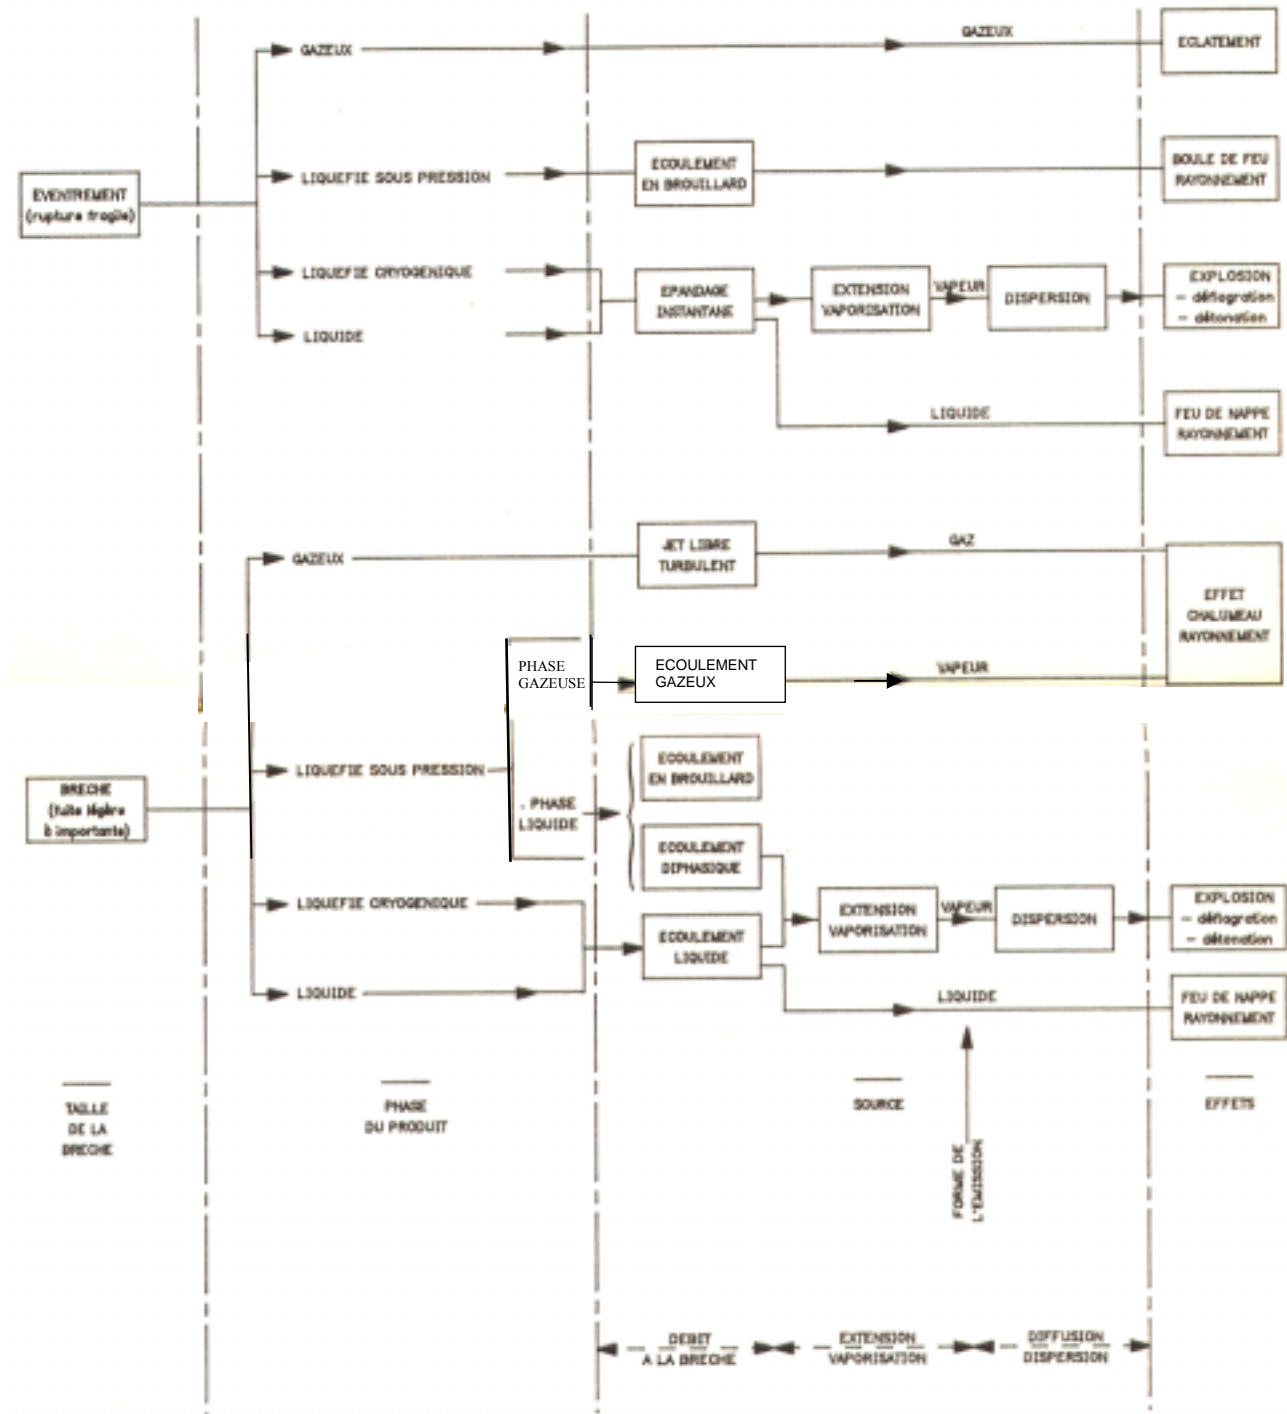 GAZEUX
GAZEUX
ECLATEMENT
EVENTREMENT
(rupture fragile)
LIQUEFIE SOUS PRESSION
ECOULEMENT
EN BROUILLARD
BOULE DE FEU
RAYONNEMENT
LIQUEFIE CRYOGENIQUE
LIQUIDE
EPANDAGE
INSTANTANE
EXTENSION
VAPORISATION
VAPEUR
DISPERSION
EXPLOSION
- déflagration
- détonation
LIQUIDE
FEU DE NAPPE
RAYONNEMENT
GAZEUX
JET LIBRE
TURBULENT
GAZ
EFFET
CHALUMEAU
RAYONNEMENT
PHASE
GAZEUSE
ECOULEMENT
GAZEUX
VAPEUR
BRECHE
(fuite légère
à importante)
LIQUEFIE SOUS PRESSION
. PHASE
LIQUIDE
ECOULEMENT
EN BROUILLARD
ECOULEMENT
DIPHASIQUE
LIQUEFIE CRYOGENIQUE
LIQUIDE
ECOULEMENT
LIQUIDE
EXTENSION
VAPORISATION
VAPEUR
DISPERSION
EXPLOSION
- déflagration
- détonation
LIQUIDE
FEU DE NAPPE
RAYONNEMENT
TAILLE
DE LA
BRECHE
PHASE
DU PRODUIT
SOURCE
EFFETS
FORME DE
L'EMISSION
DEBIT
A LA BRECHE
EXTENSION
VAPORISATION
DIFFUSION
DISPERSION